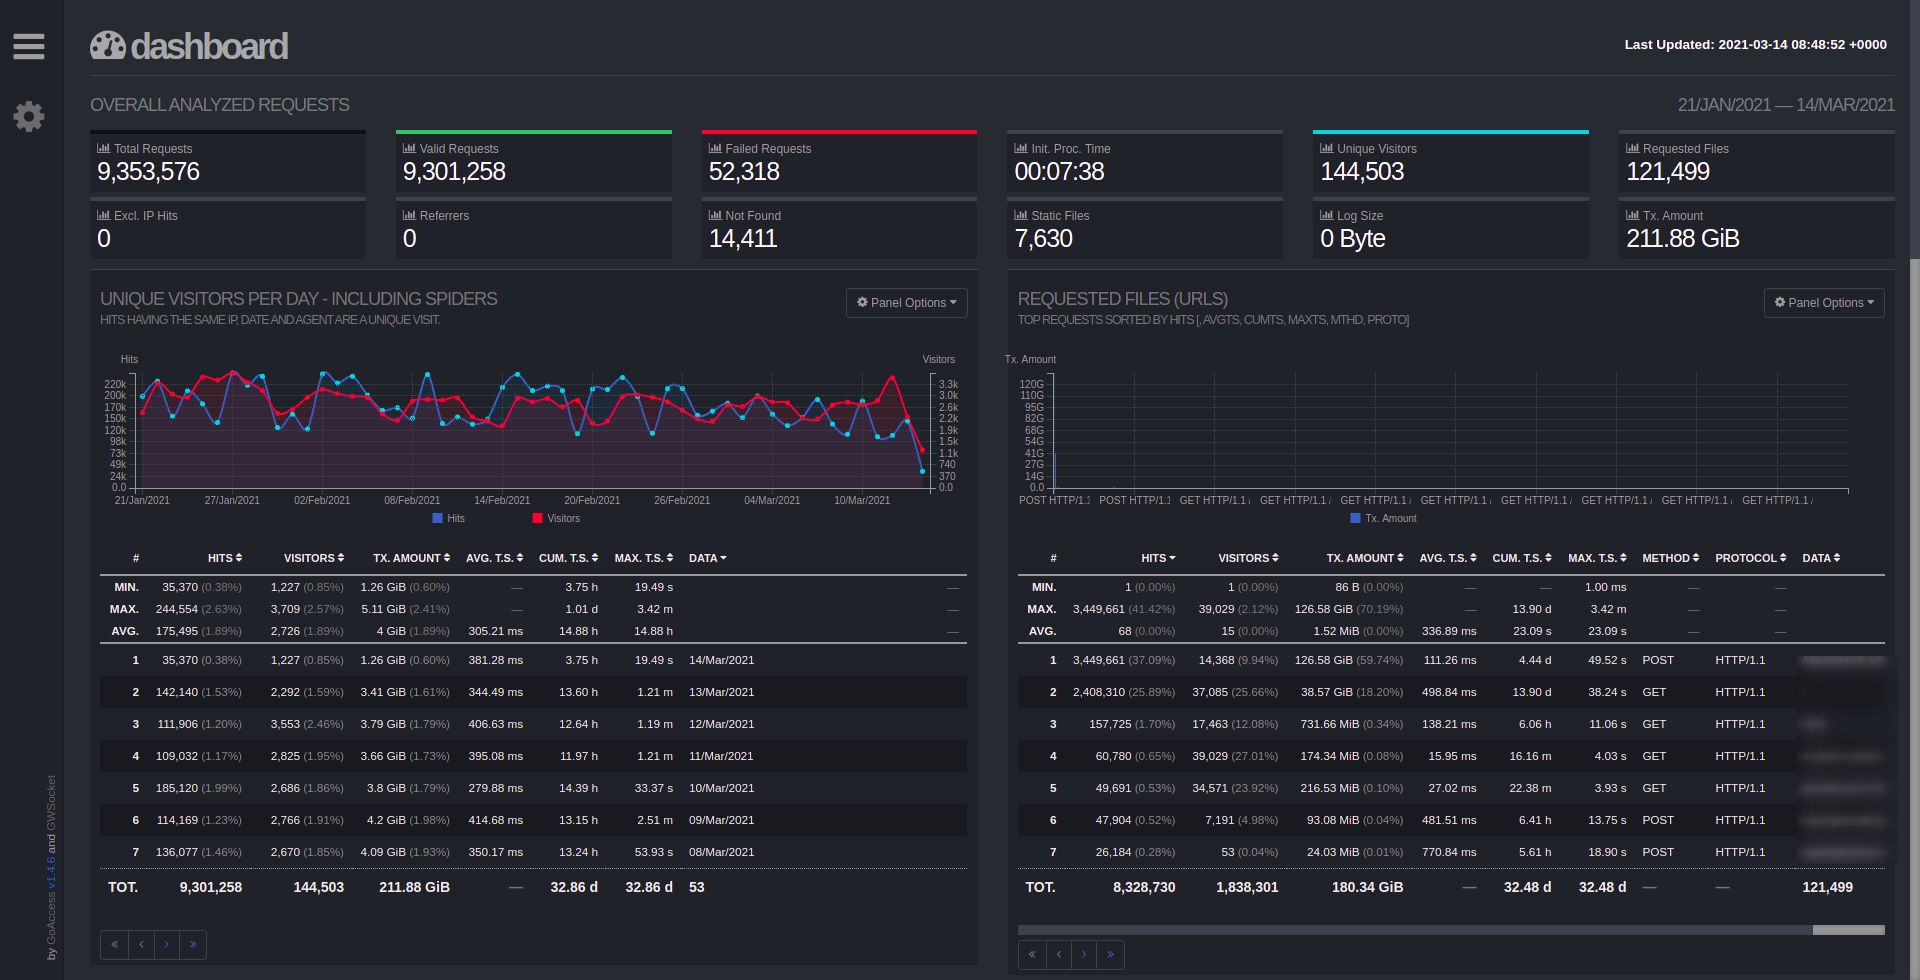 dashboard
Last Updated: 2021-03-14 08:48:52 +0000
OVERALL ANALYZED REQUESTS
21/JAN/2021 — 14/MAR/2021
Total Requests
9,353,576
Valid Requests
9,301,258
Failed Requests
52,318
Init. Proc. Time
00:07:38
Unique Visitors
144,503
Requested Files
121,499
Excl. IP Hits
0
Referrers
0
Not Found
14,411
Static Files
7,630
Log Size
0 Byte
Tx. Amount
211.88 GiB
UNIQUE VISITORS PER DAY - INCLUDING SPIDERS
HITS HAVING THE SAME IP, DATE AND AGENT ARE A UNIQUE VISIT.
Panel Options
Hits
Visitors
220k
200k
170k
150k
120k
98k
73k
49k
24k
0.0
3.3k
3.0k
2.6k
2.2k
1.9k
1.5k
1.1k
740
370
0.0
21/Jan/2021 27/Jan/2021 02/Feb/2021 08/Feb/2021 14/Feb/2021 20/Feb/2021 26/Feb/2021 04/Mar/2021 10/Mar/2021
Hits Visitors
# HITS VISITORS TX. AMOUNT AVG. T.S. CUM. T.S. MAX. T.S. DATA
MIN. 35,370 (0.38%) 1,227 (0.85%) 1.26 GiB (0.60%) — 3.75 h 19.49 s —
MAX. 244,554 (2.63%) 3,709 (2.57%) 5.11 GiB (2.41%) — 1.01 d 3.42 m —
AVG. 175,495 (1.89%) 2,726 (1.89%) 4 GiB (1.89%) 305.21 ms 14.88 h 14.88 h —
1 35,370 (0.38%) 1,227 (0.85%) 1.26 GiB (0.60%) 381.28 ms 3.75 h 19.49 s 14/Mar/2021
2 142,140 (1.53%) 2,292 (1.59%) 3.41 GiB (1.61%) 344.49 ms 13.60 h 1.21 m 13/Mar/2021
3 111,906 (1.20%) 3,553 (2.46%) 3.79 GiB (1.79%) 406.63 ms 12.64 h 1.19 m 12/Mar/2021
4 109,032 (1.17%) 2,825 (1.95%) 3.66 GiB (1.73%) 395.08 ms 11.97 h 1.21 m 11/Mar/2021
5 185,120 (1.99%) 2,686 (1.86%) 3.8 GiB (1.79%) 279.88 ms 14.39 h 33.37 s 10/Mar/2021
6 114,169 (1.23%) 2,766 (1.91%) 4.2 GiB (1.98%) 414.68 ms 13.15 h 2.51 m 09/Mar/2021
7 136,077 (1.46%) 2,670 (1.85%) 4.09 GiB (1.93%) 350.17 ms 13.24 h 53.93 s 08/Mar/2021
TOT. 9,301,258 144,503 211.88 GiB — 32.86 d 32.86 d 53
« ‹ › »
REQUESTED FILES (URLS)
TOP REQUESTS SORTED BY HITS [, AVGTS, CUMTS, MAXTS, MTHD, PROTO]
Panel Options
Tx. Amount
120G
110G
95G
82G
68G
54G
41G
27G
14G
0.0
POST HTTP/1.1 POST HTTP/1.1 GET HTTP/1.1 / GET HTTP/1.1 / GET HTTP/1.1 / GET HTTP/1.1 / GET HTTP/1.1 / GET HTTP/1.1 / GET HTTP/1.1 / GET HTTP/1.1 /
Tx. Amount
# HITS VISITORS TX. AMOUNT AVG. T.S. CUM. T.S. MAX. T.S. METHOD PROTOCOL DATA
MIN. 1 (0.00%) 1 (0.00%) 86 B (0.00%) — — 1.00 ms — —
MAX. 3,449,661 (41.42%) 39,029 (2.12%) 126.58 GiB (70.19%) — 13.90 d 3.42 m — —
AVG. 68 (0.00%) 15 (0.00%) 1.52 MiB (0.00%) 336.89 ms 23.09 s 23.09 s — —
1 3,449,661 (37.09%) 14,368 (9.94%) 126.58 GiB (59.74%) 111.26 ms 4.44 d 49.52 s POST HTTP/1.1
2 2,408,310 (25.89%) 37,085 (25.66%) 38.57 GiB (18.20%) 498.84 ms 13.90 d 38.24 s GET HTTP/1.1
3 157,725 (1.70%) 17,463 (12.08%) 731.66 MiB (0.34%) 138.21 ms 6.06 h 11.06 s GET HTTP/1.1
4 60,780 (0.65%) 39,029 (27.01%) 174.34 MiB (0.08%) 15.95 ms 16.16 m 4.03 s GET HTTP/1.1
5 49,691 (0.53%) 34,571 (23.92%) 216.53 MiB (0.10%) 27.02 ms 22.38 m 3.93 s GET HTTP/1.1
6 47,904 (0.52%) 7,191 (4.98%) 93.08 MiB (0.04%) 481.51 ms 6.41 h 13.75 s POST HTTP/1.1
7 26,184 (0.28%) 53 (0.04%) 24.03 MiB (0.01%) 770.84 ms 5.61 h 18.90 s POST HTTP/1.1
TOT. 8,328,730 1,838,301 180.34 GiB — 32.48 d 32.48 d — — 121,499
« ‹ › »
by GoAccess v1.4.6 and GWSocket